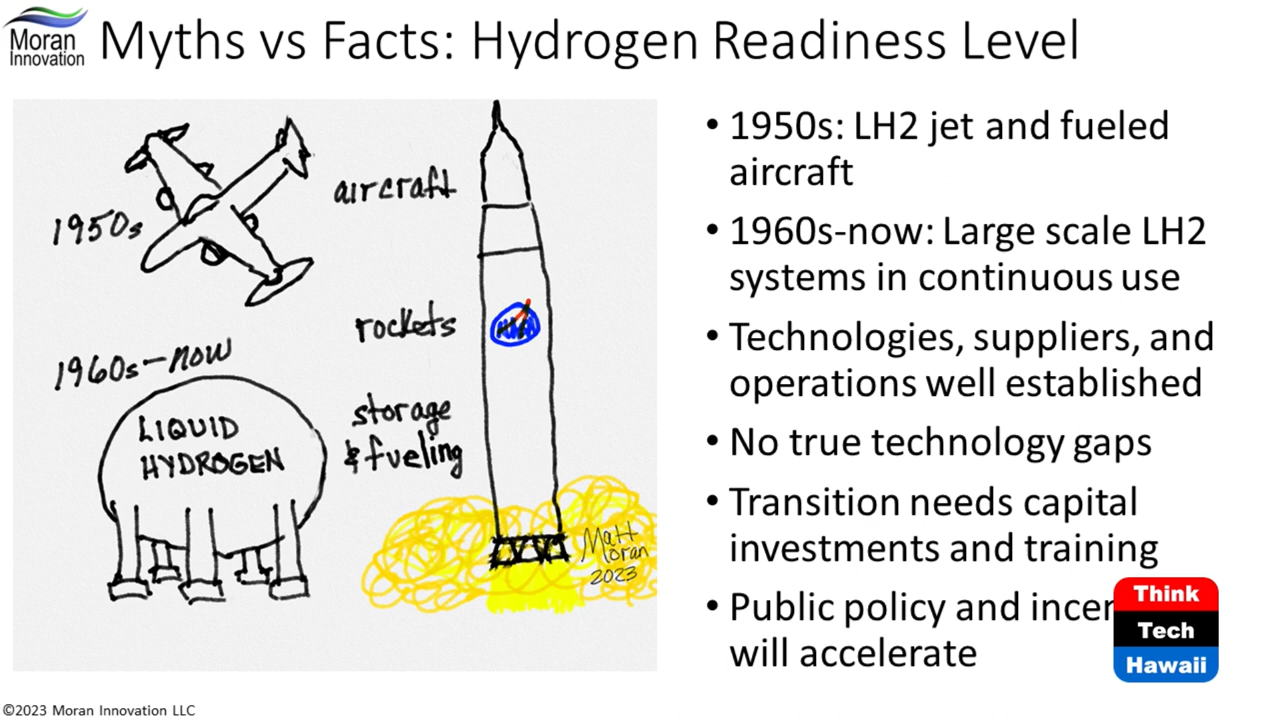 Moran
Innovation
Myths vs Facts: Hydrogen Readiness Level
1950s
aircraft
rockets
1960s-now
storage
& fueling
LIQUID
HYDROGEN
Matt
Moran
2023
• 1950s: LH2 jet and fueled
aircraft
• 1960s-now: Large scale LH2
systems in continuous use
• Technologies, suppliers, and
operations well established
• No true technology gaps
• Transition needs capital
investments and training
• Public policy and incen
will accelerate
Think
Tech
Hawaii
©2023 Moran Innovation LLC